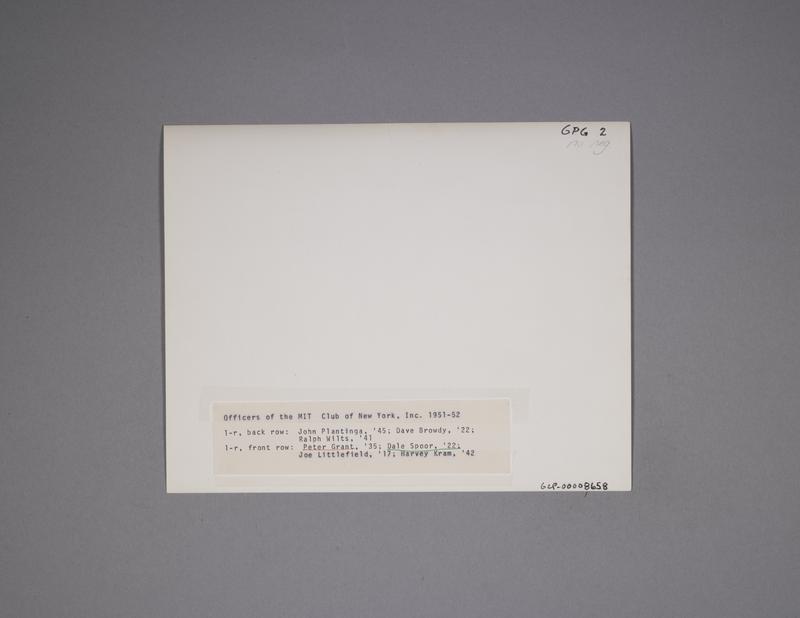 GPG 2
no neg
Officers of the MIT Club of New York, Inc. 1951-52
l-r, back row: John Plantinga, '45; Dave Browdy, '22;
Ralph Wilts, '41
l-r, front row: Peter Grant, '35; Dale Spoor, '22;
Joe Littlefield, '17; Harvey Kram, '42
GCP-00008658